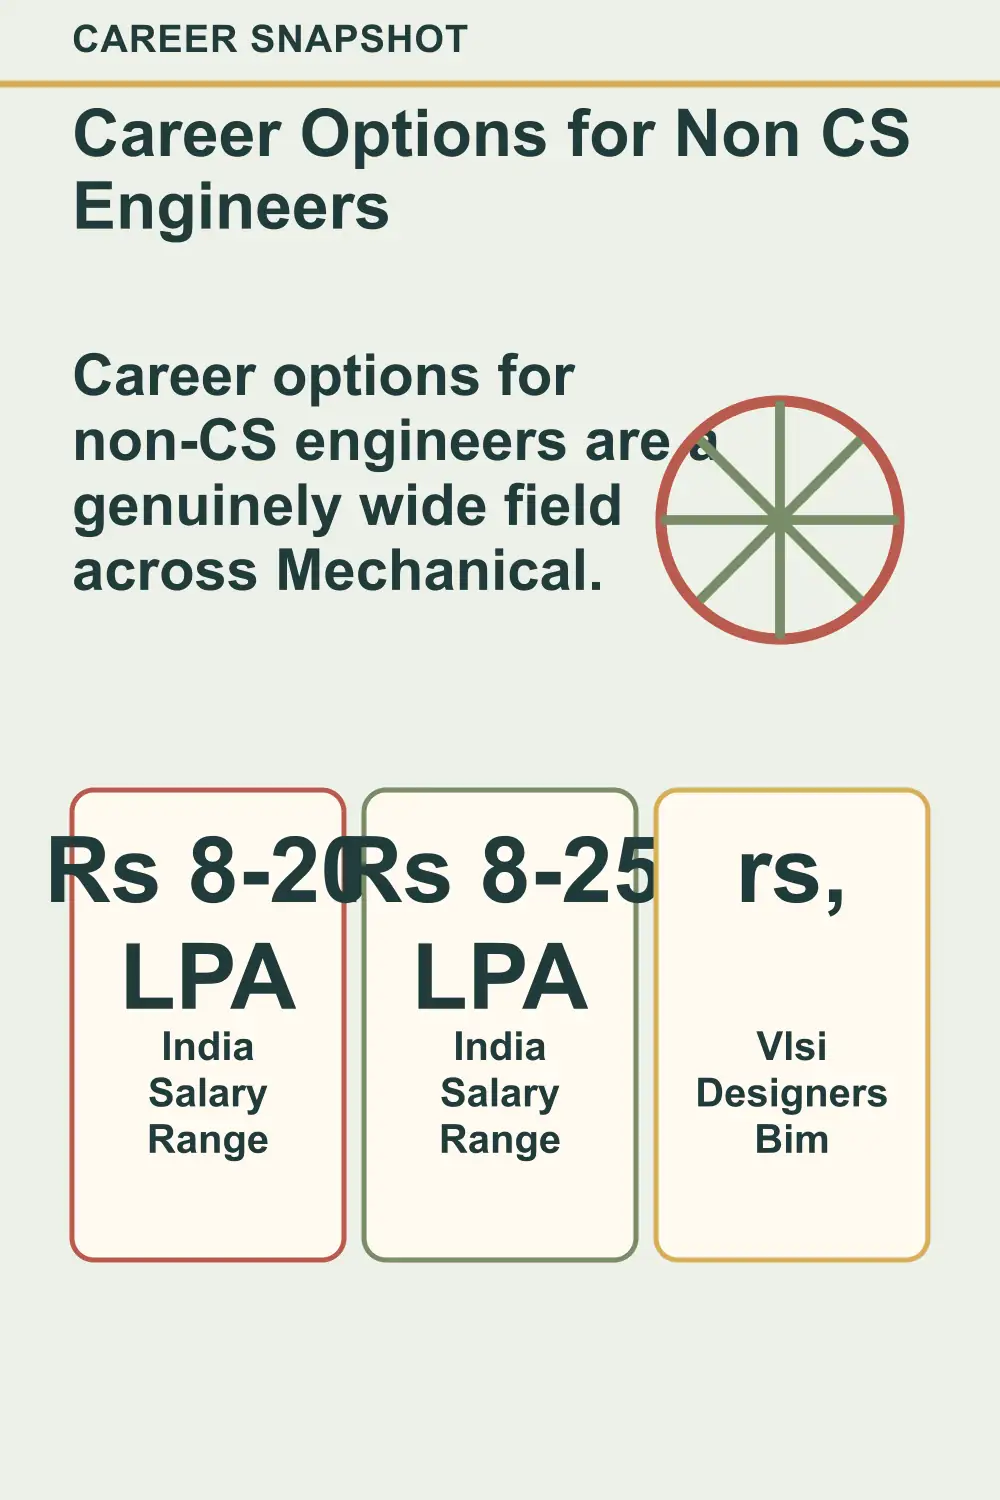 CAREER SNAPSHOT
Career Options for Non CS
Engineers
Career options for
non-CS engineers are a
genuinely wide field
across Mechanical.
Rs 8-20
LPA
India
Salary
Range
Rs 8-25
LPA
India
Salary
Range
rs,
Vlsi
Designers
Bim